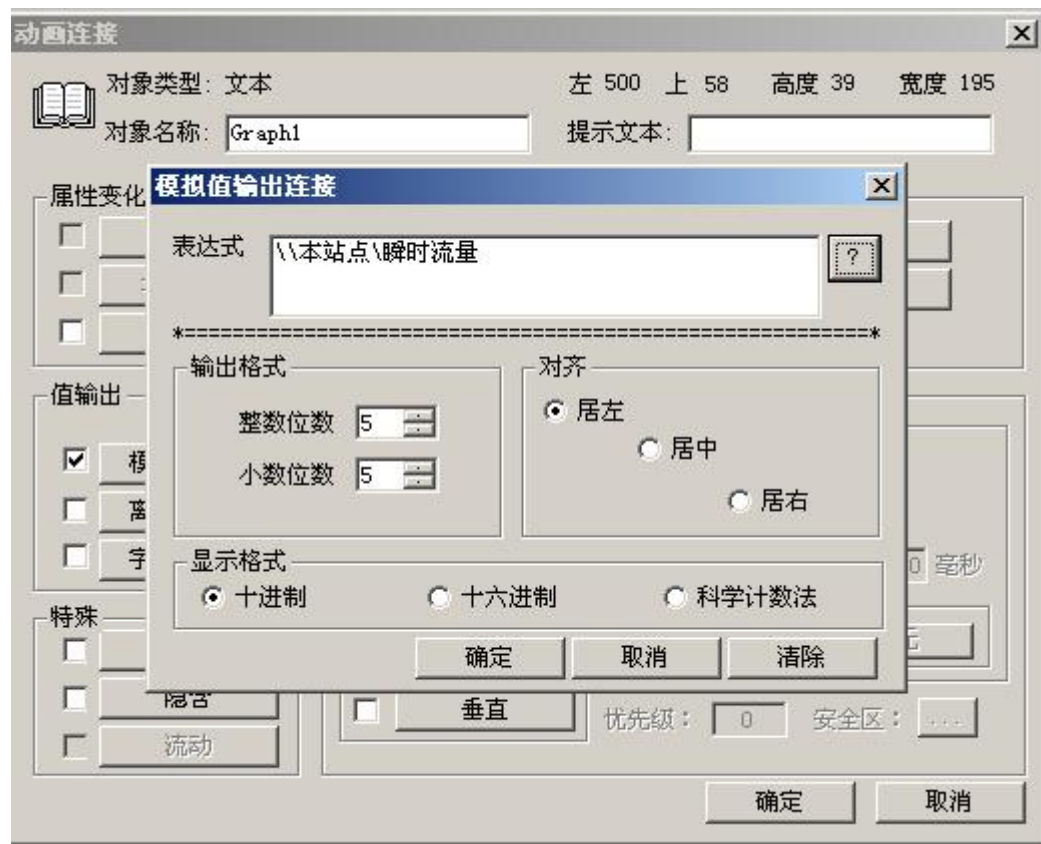 动画连接
对象类型: 文本 左 500 上 58 高度 39 宽度 195
对象名称: Graph1 提示文本:
属性变化
模拟值输出连接
表达式 \\本站点\瞬时流量 ?
*=========================================================*
输出格式 对齐
整数位数 5 居左
小数位数 5 居中
居右
值输出
模
离
字
显示格式
十进制 十六进制 科学计数法
0 毫秒
特殊
确定 取消 清除
隐含 垂直 优先级: 0 安全区: ...
流动
确定 取消